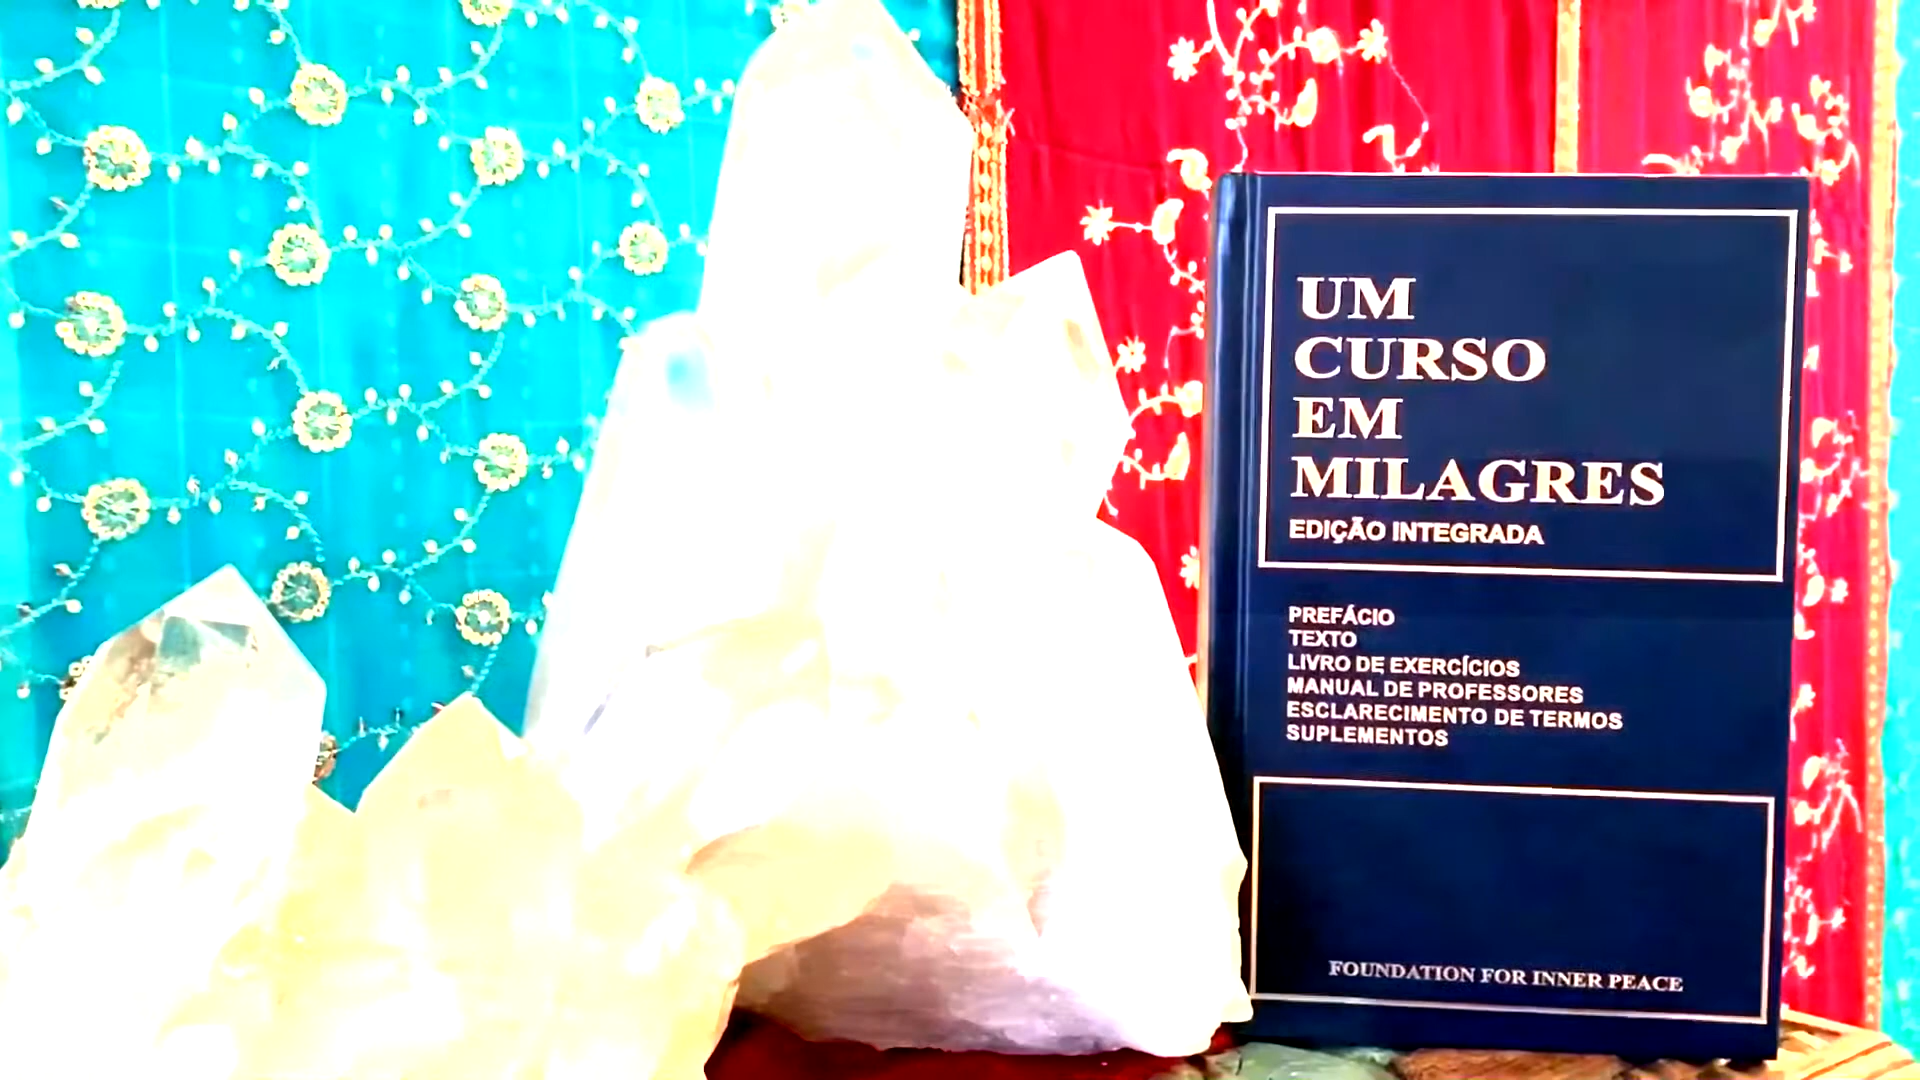 UM
CURSO
EM
MILAGRES
EDIÇÃO INTEGRADA
PREFÁCIO
TEXTO
LIVRO DE EXERCÍCIOS
MANUAL DE PROFESSORES
ESCLARECIMENTO DE TERMOS
SUPLEMENTOS
FOUNDATION FOR INNER PEACE